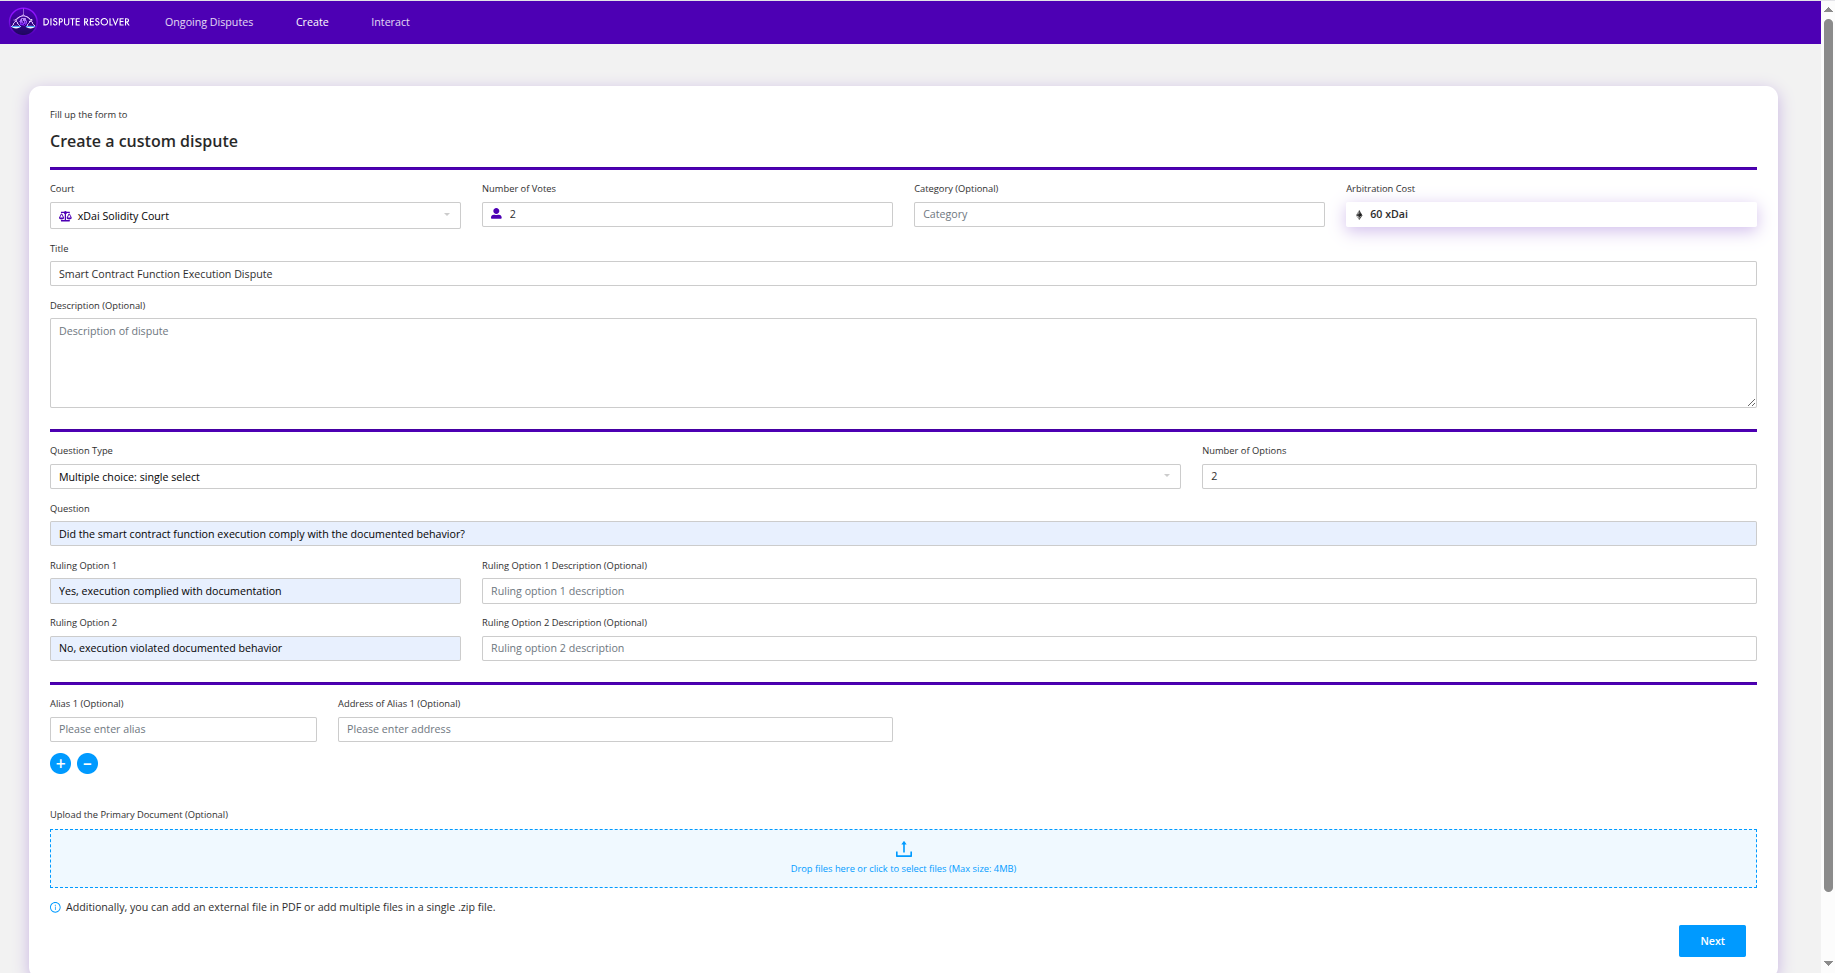 DISPUTE RESOLVER Ongoing Disputes Create Interact
Fill up the form to
Create a custom dispute
Court Number of Votes Category (Optional) Arbitration Cost
xDai Solidity Court 2 Category 60 xDai
Title
Smart Contract Function Execution Dispute
Description (Optional)
Description of dispute
Question Type Number of Options
Multiple choice: single select 2
Question
Did the smart contract function execution comply with the documented behavior?
Ruling Option 1 Ruling Option 1 Description (Optional)
Yes, execution complied with documentation Ruling option 1 description
Ruling Option 2 Ruling Option 2 Description (Optional)
No, execution violated documented behavior Ruling option 2 description
Alias 1 (Optional) Address of Alias 1 (Optional)
Please enter alias Please enter address
Upload the Primary Document (Optional)
Drop files here or click to select files (Max size: 4MB)
Additionally, you can add an external file in PDF or add multiple files in a single .zip file.
Next